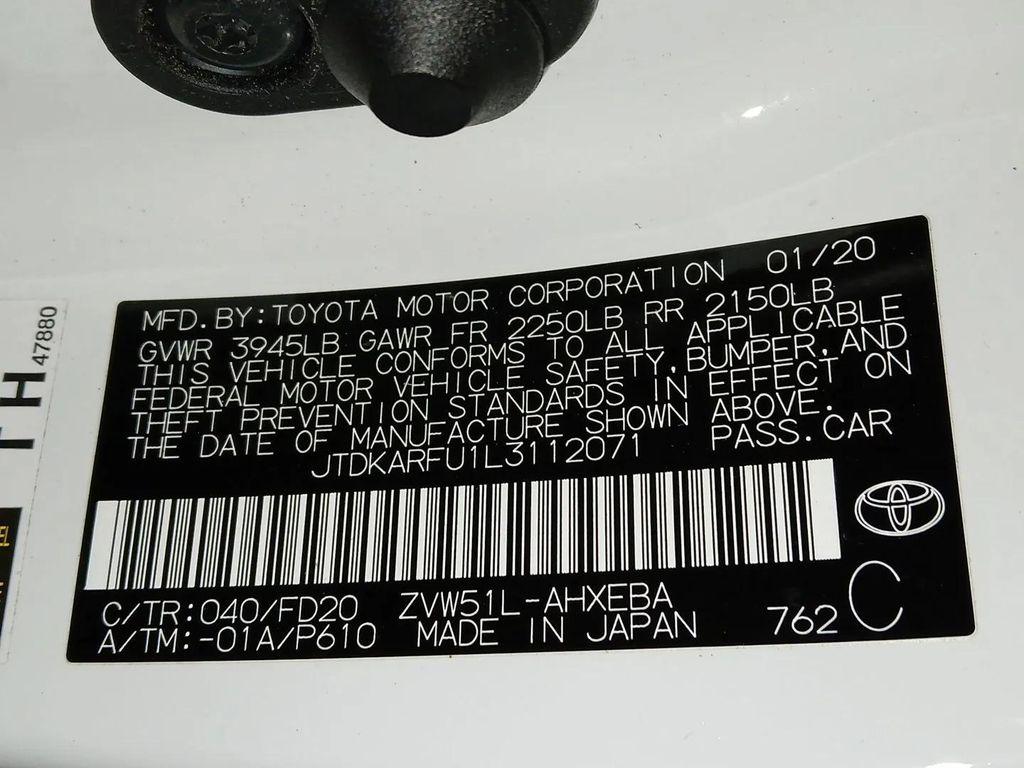 MFD. BY: TOYOTA MOTOR CORPORATION 01/20
GVWR 3945LB GAWR FR 2250LB RR 2150LB
THIS VEHICLE CONFORMS TO ALL APPLICABLE
FEDERAL MOTOR VEHICLE SAFETY, BUMPER, AND
THEFT PREVENTION STANDARDS IN EFFECT ON
THE DATE OF MANUFACTURE SHOWN ABOVE.
JTDKARFU1L3112071 PASS. CAR
C/TR: 040/FD20 ZVW51L-AHXEBA
A/TM: -01A/P610 MADE IN JAPAN 762 C
47880